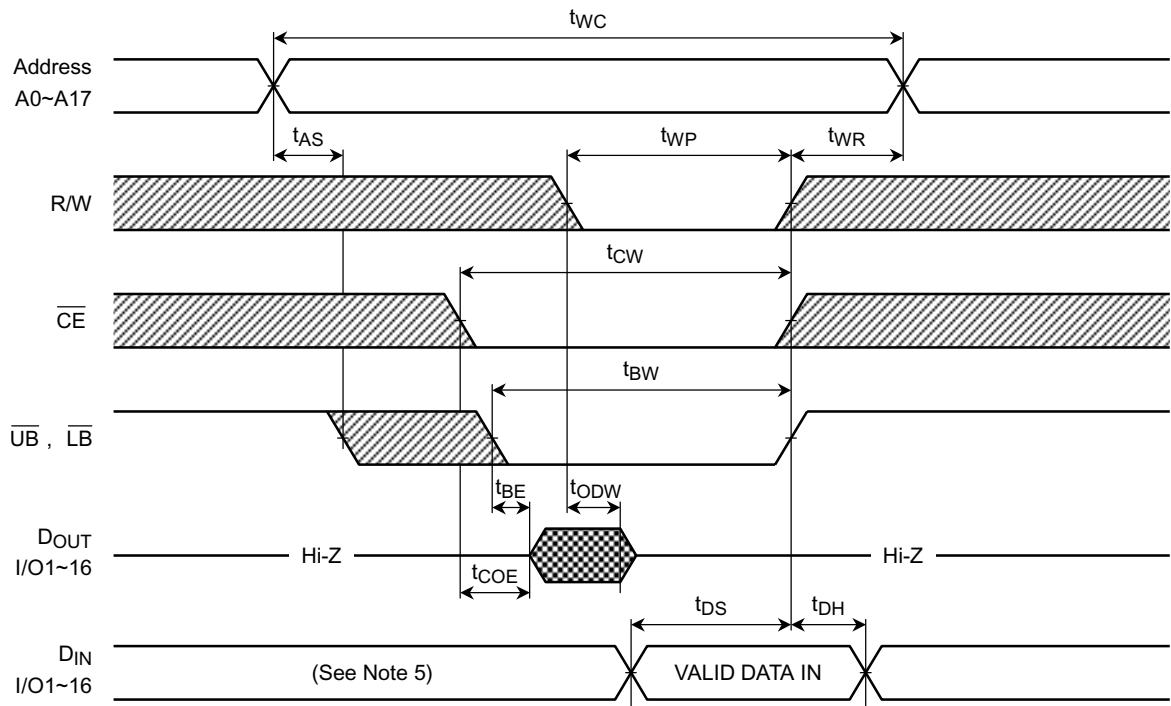 tWC
Address
A0~A17
tAS
tWP
tWR
R/W
tCW
CE
tBW
UB , LB
tBE
tODW
DOUT
I/O1~16
Hi-Z
Hi-Z
tCOE
tDS
tDH
DIN
I/O1~16
(See Note 5)
VALID DATA IN